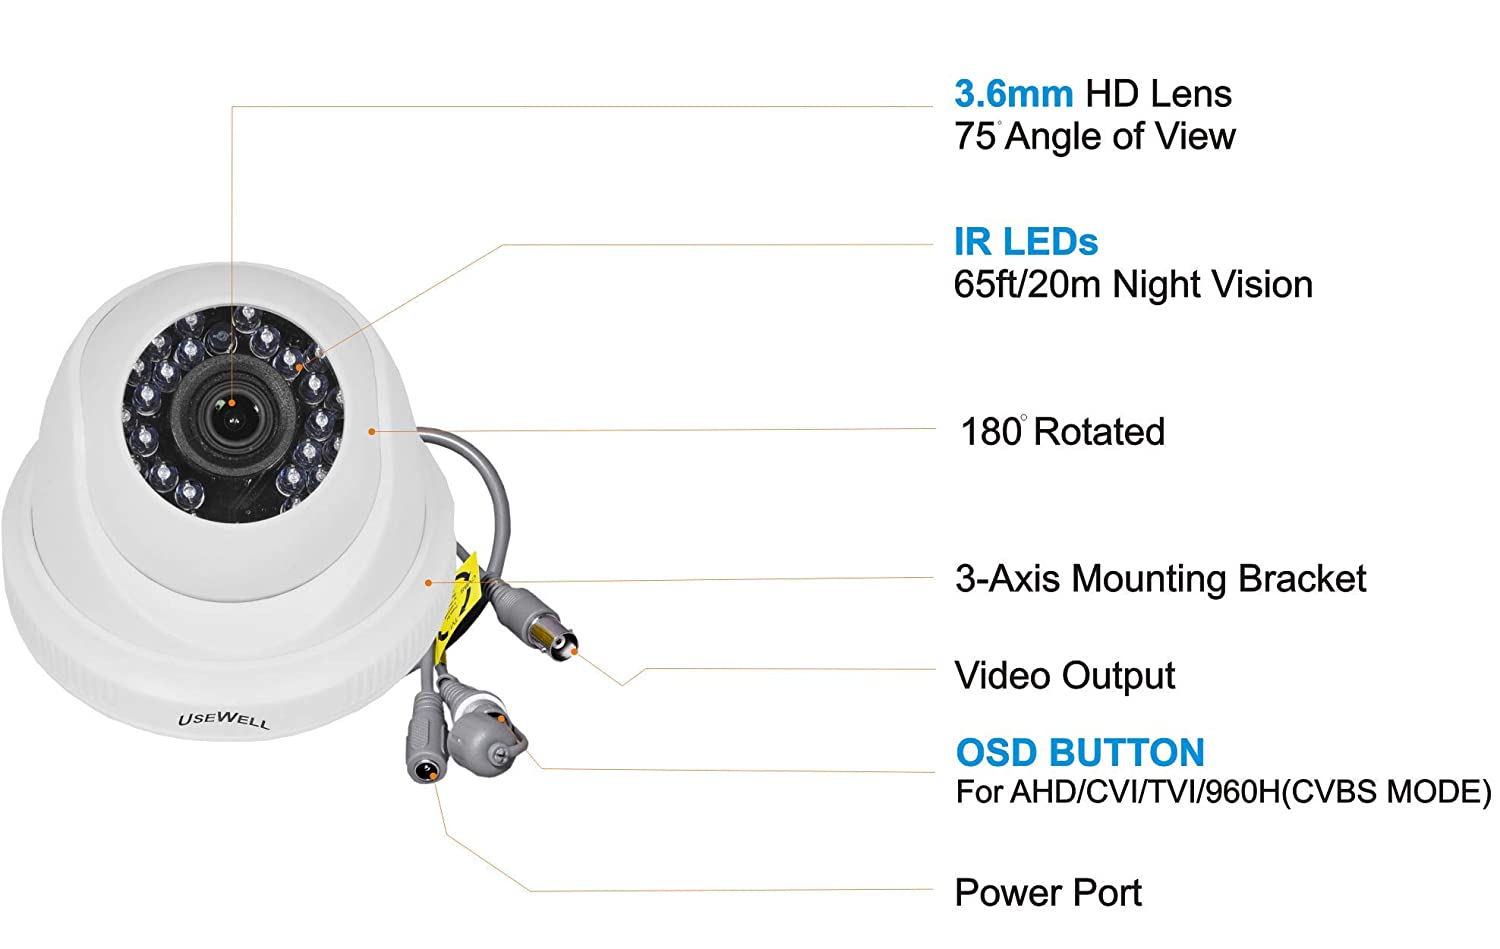 3.6mm HD Lens
75° Angle of View
IR LEDs
65ft/20m Night Vision
180° Rotated
3-Axis Mounting Bracket
Video Output
OSD BUTTON
For AHD/CVI/TVI/960H(CVBS MODE)
Power Port
USEWELL